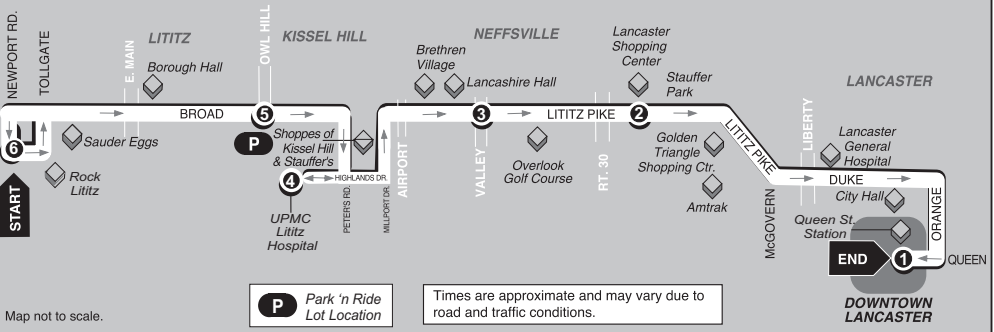 NEWPORT RD.
TOLLGATE
LITITZ
E. MAIN
Borough Hall
OWL HILL
KISSEL HILL
NEFFSVILLE
Brethren
Village
Lancashire Hall
Lancaster
Shopping
Center
Stauffer
Park
LANCASTER
BROAD
5
3
LITITZ PIKE
2
6
Sauder Eggs
Rock
Lititz
START
P
Shoppes of
Kissel Hill
& Stauffer's
4
HIGHLANDS DR.
UPMC
Lititz
Hospital
PETER'S RD.
MILLPORT DR.
AIRPORT
VALLEY
Overlook
Golf Course
RT. 30
Golden
Triangle
Shopping Ctr.
Amtrak
LITITZ PIKE
McGOVERN
LIBERTY
Lancaster
General
Hospital
DUKE
City Hall
ORANGE
Queen St.
Station
END
1
QUEEN
DOWNTOWN
LANCASTER
Map not to scale.
P
Park 'n Ride
Lot Location
Times are approximate and may vary due to
road and traffic conditions.